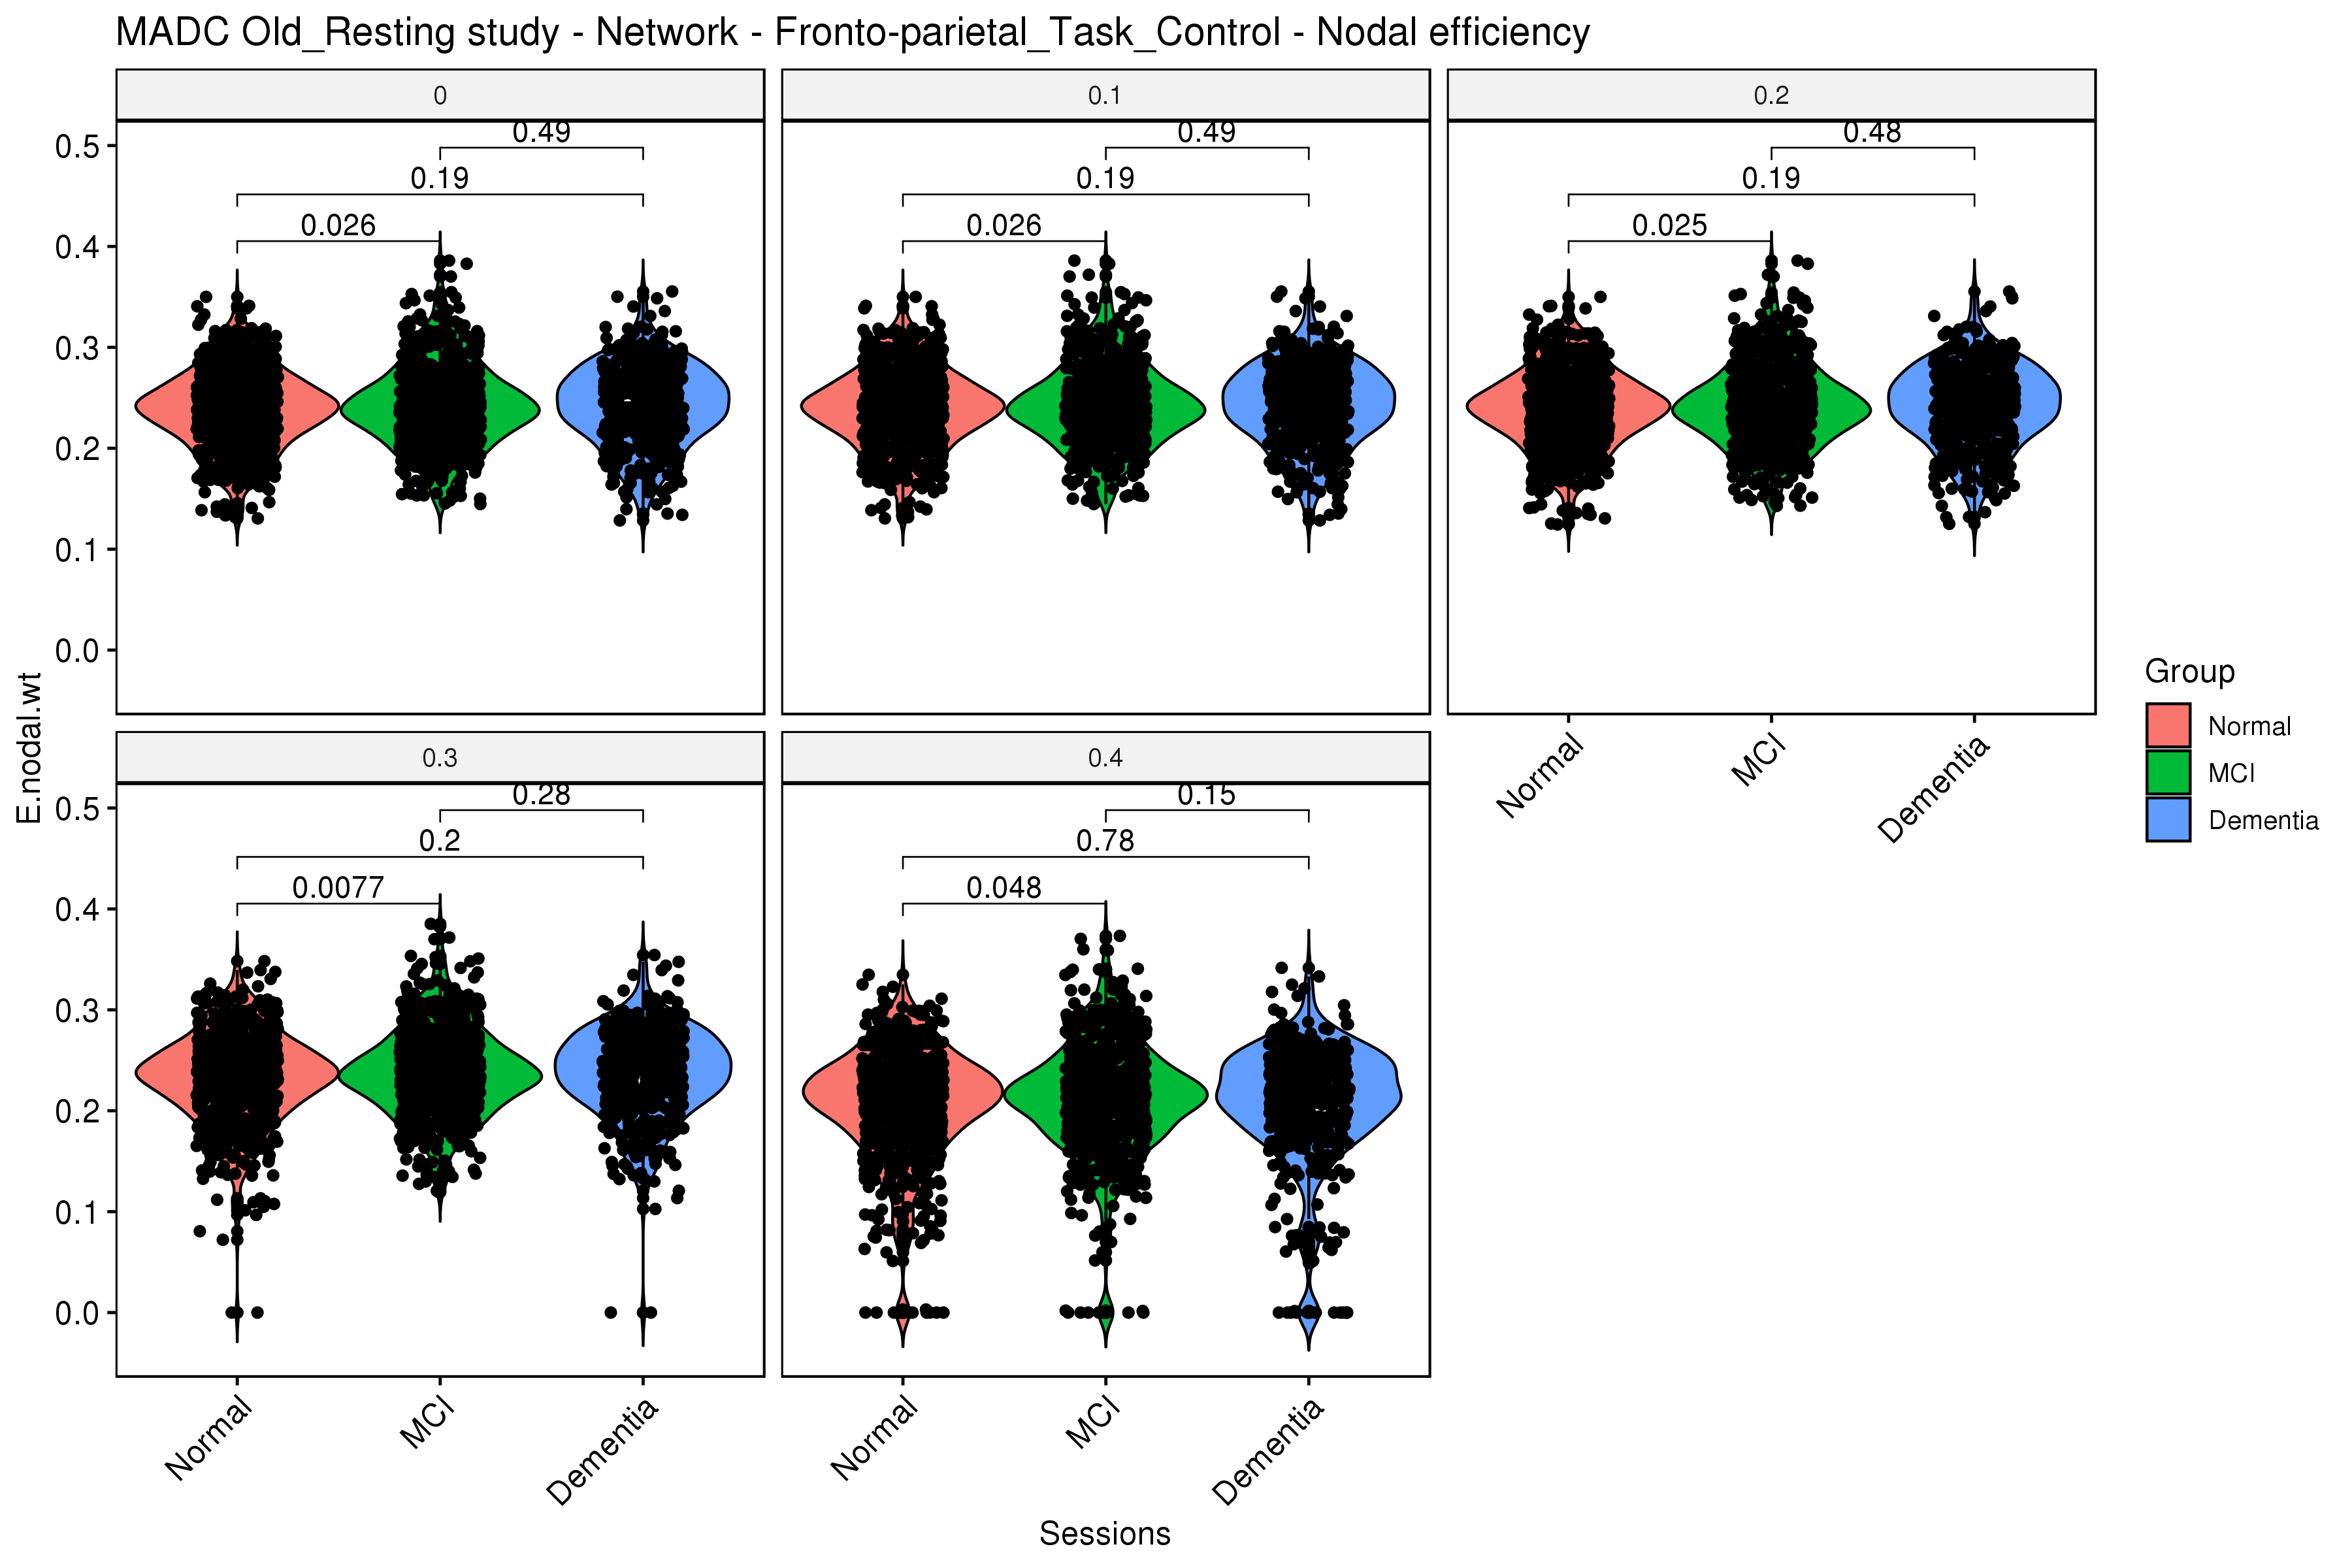 MADC Old_Resting study - Network - Fronto-parietal_Task_Control - Nodal efficiency
0
0.1
0.2
0.49
0.19
0.026
0.49
0.19
0.026
0.48
0.19
0.025
0.5
0.4
0.3
0.2
0.1
0.0
Normal
MCI
Dementia
0.3
0.4
0.28
0.2
0.0077
0.15
0.78
0.048
0.5
0.4
0.3
0.2
0.1
0.0
Normal
MCI
Dementia
Normal
MCI
Dementia
E.nodal.wt
Sessions
Group
Normal
MCI
Dementia